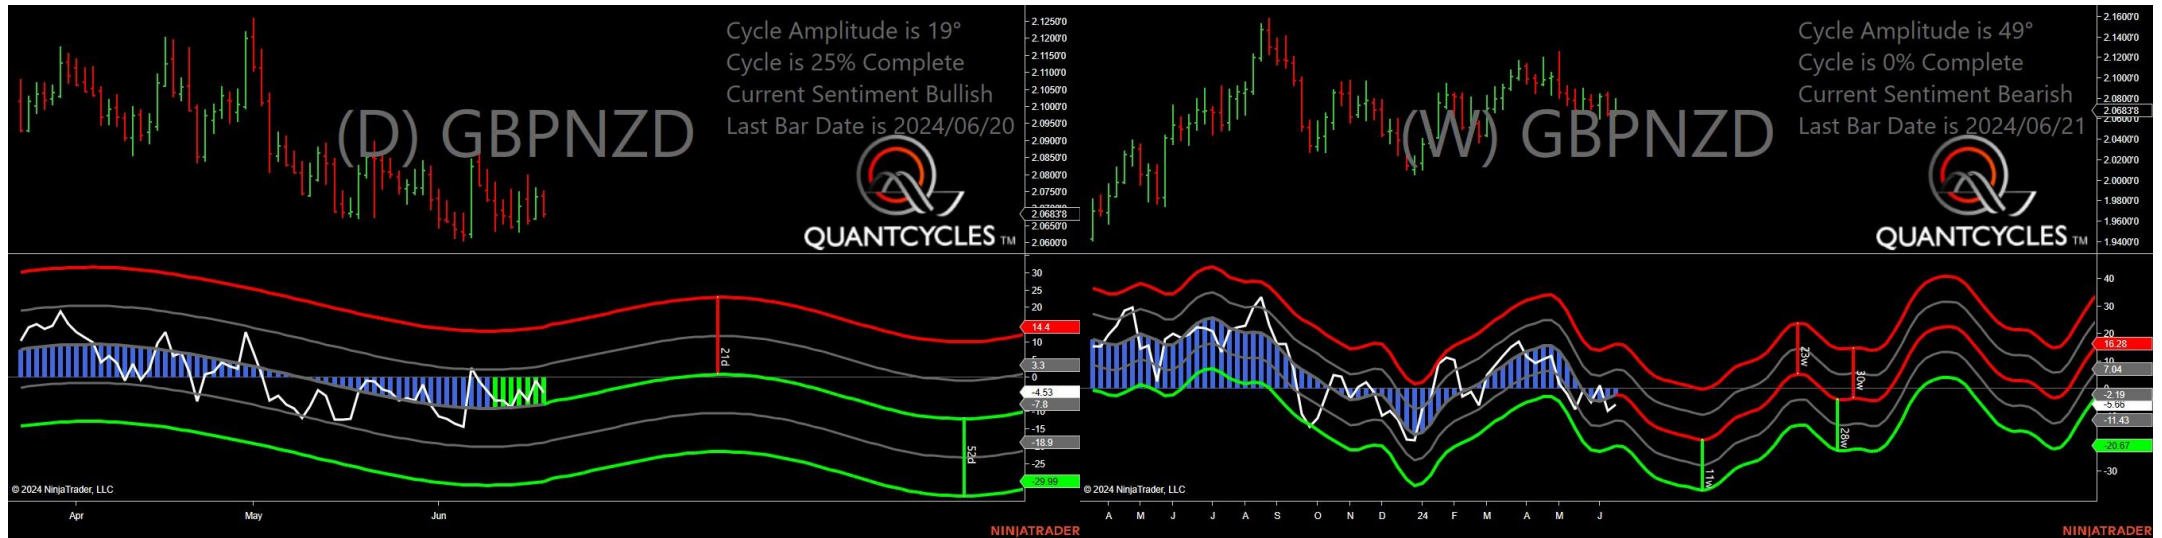 Cycle Amplitude is 19°
Cycle is 25% Complete
Current Sentiment Bullish
Last Bar Date is 2024/06/20
(D) GBPNZD
QUANTCYCLES TM
2.1250'0
2.1200'0
2.1150'0
2.1100'0
2.1050'0
2.1000'0
2.0950'0
2.0900'0
2.0850'0
2.0800'0
2.0750'0
2.0683'8
2.0650'0
2.0600'0
30
25
20
14.4
10
3.3
0
-4.53
-7.8
-15
-18.9
-25
-29.99
21d
52d
© 2024 NinjaTrader, LLC
Apr
May
Jun
NINJATRADER
Cycle Amplitude is 49°
Cycle is 0% Complete
Current Sentiment Bearish
Last Bar Date is 2024/06/21
(W) GBPNZD
QUANTCYCLES TM
2.1600'0
2.1400'0
2.1200'0
2.1000'0
2.0800'0
2.0683'8
2.0600'0
2.0400'0
2.0200'0
2.0000'0
1.9800'0
1.9600'0
1.9400'0
40
30
20
16.28
10
7.04
0
-2.19
-5.66
-11.43
-20.67
-30
23w
30w
28w
11w
© 2024 NinjaTrader, LLC
A M J J A S O N D 24 F M A M J
NINJATRADER